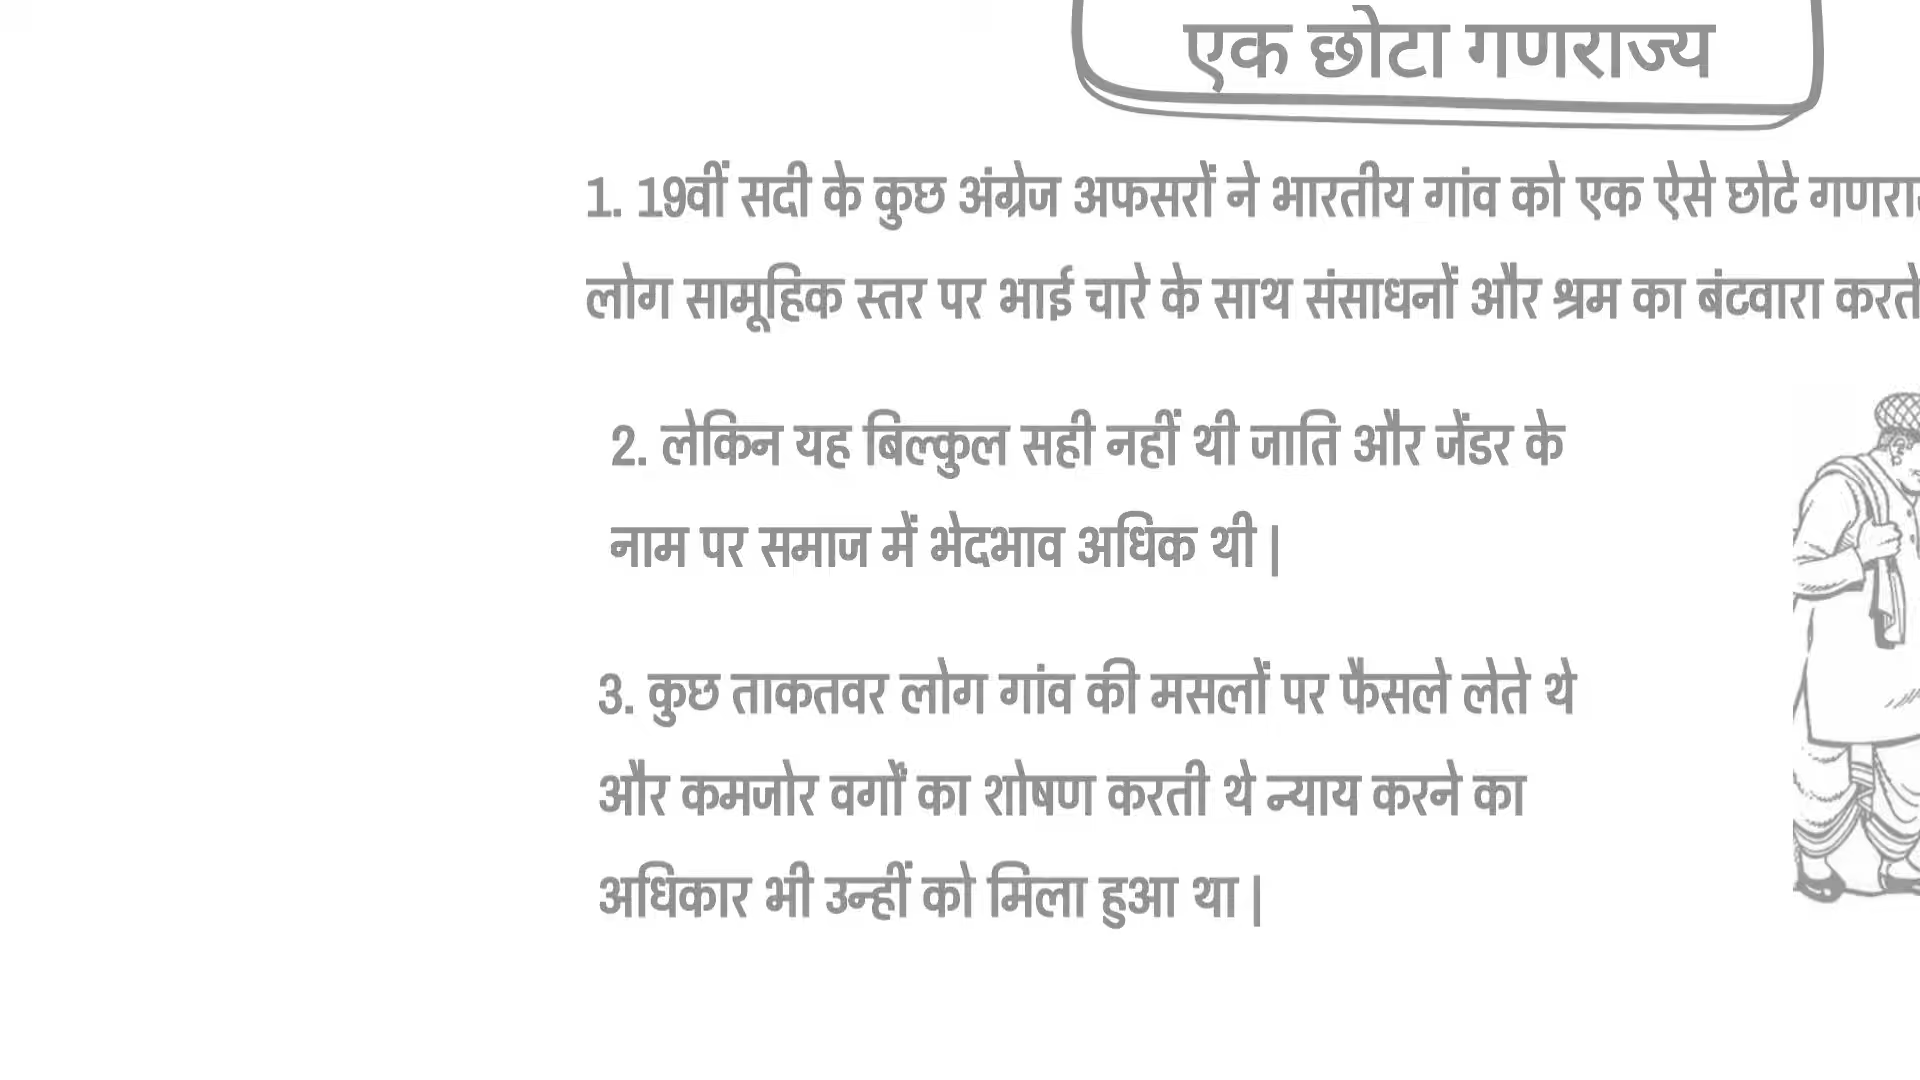 एक छोटा गणराज्य
1. 19वीं सदी के कुछ अंग्रेज अफसरों ने भारतीय गांव को एक ऐसे छोटे
लोग सामूहिक स्तर पर भाई चारे के साथ संसाधनों और श्रम का बंटवारा करते
2. लेकिन यह बिल्कुल सही नहीं थी जाति और जेंडर के
नाम पर समाज में भेदभाव अधिक थी |
3. कुछ ताकतवर लोग गांव की मसलों पर फैसले लेते थे
और कमजोर वर्गों का शोषण करती थे न्याय करने का
अधिकार भी उन्हीं को मिला हुआ था |